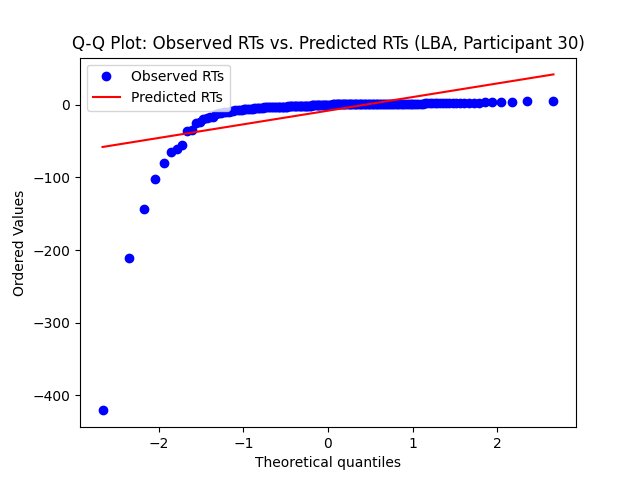 Q-Q Plot: Observed RTs vs. Predicted RTs (LBA, Participant 30)
Observed RTs
Predicted RTs
0
−100
−200
−300
−400
Ordered Values
−2
−1
0
1
2
Theoretical quantiles